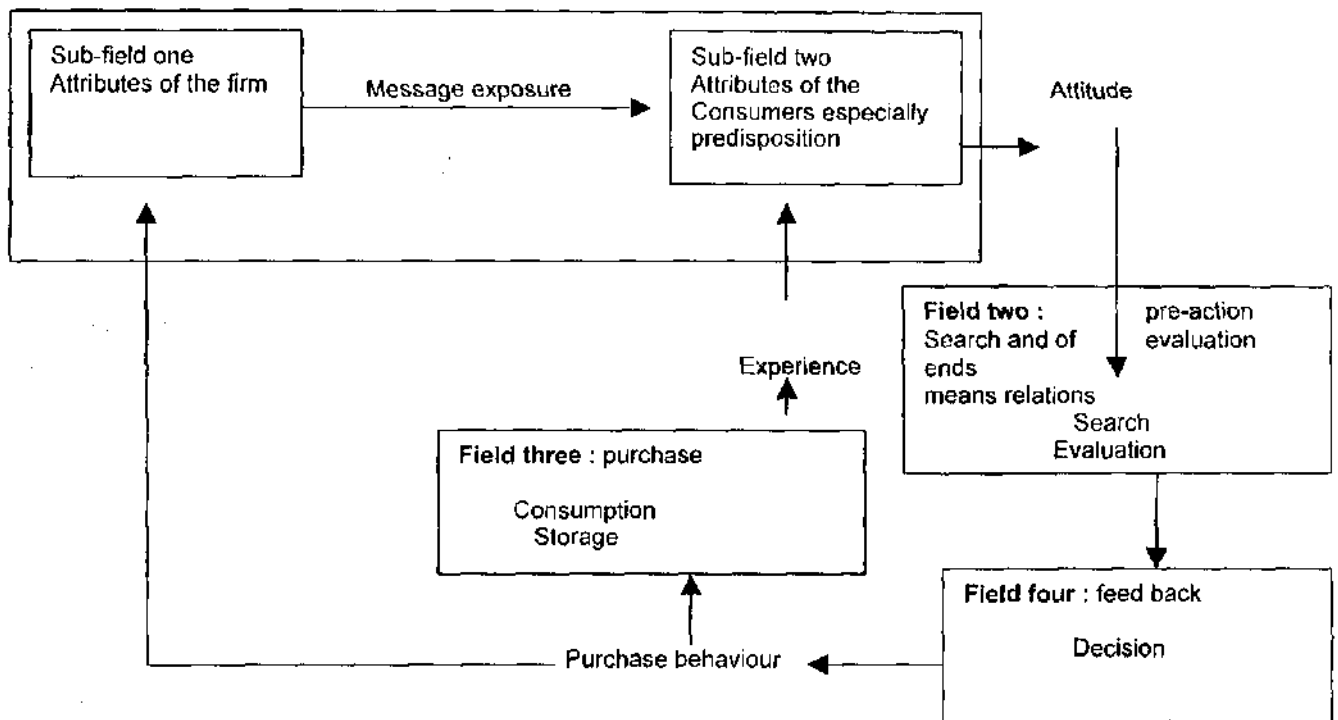 Sub-field one
Attributes of the firm
Message exposure
Sub-field two
Attributes of the
Consumers especially
predisposition
Attitude
Field two :
Search and of
ends
means relations
pre-action
evaluation
Search
Evaluation
Experience
Field three : purchase
Consumption
Storage
Field four : feed back
Decision
Purchase behaviour